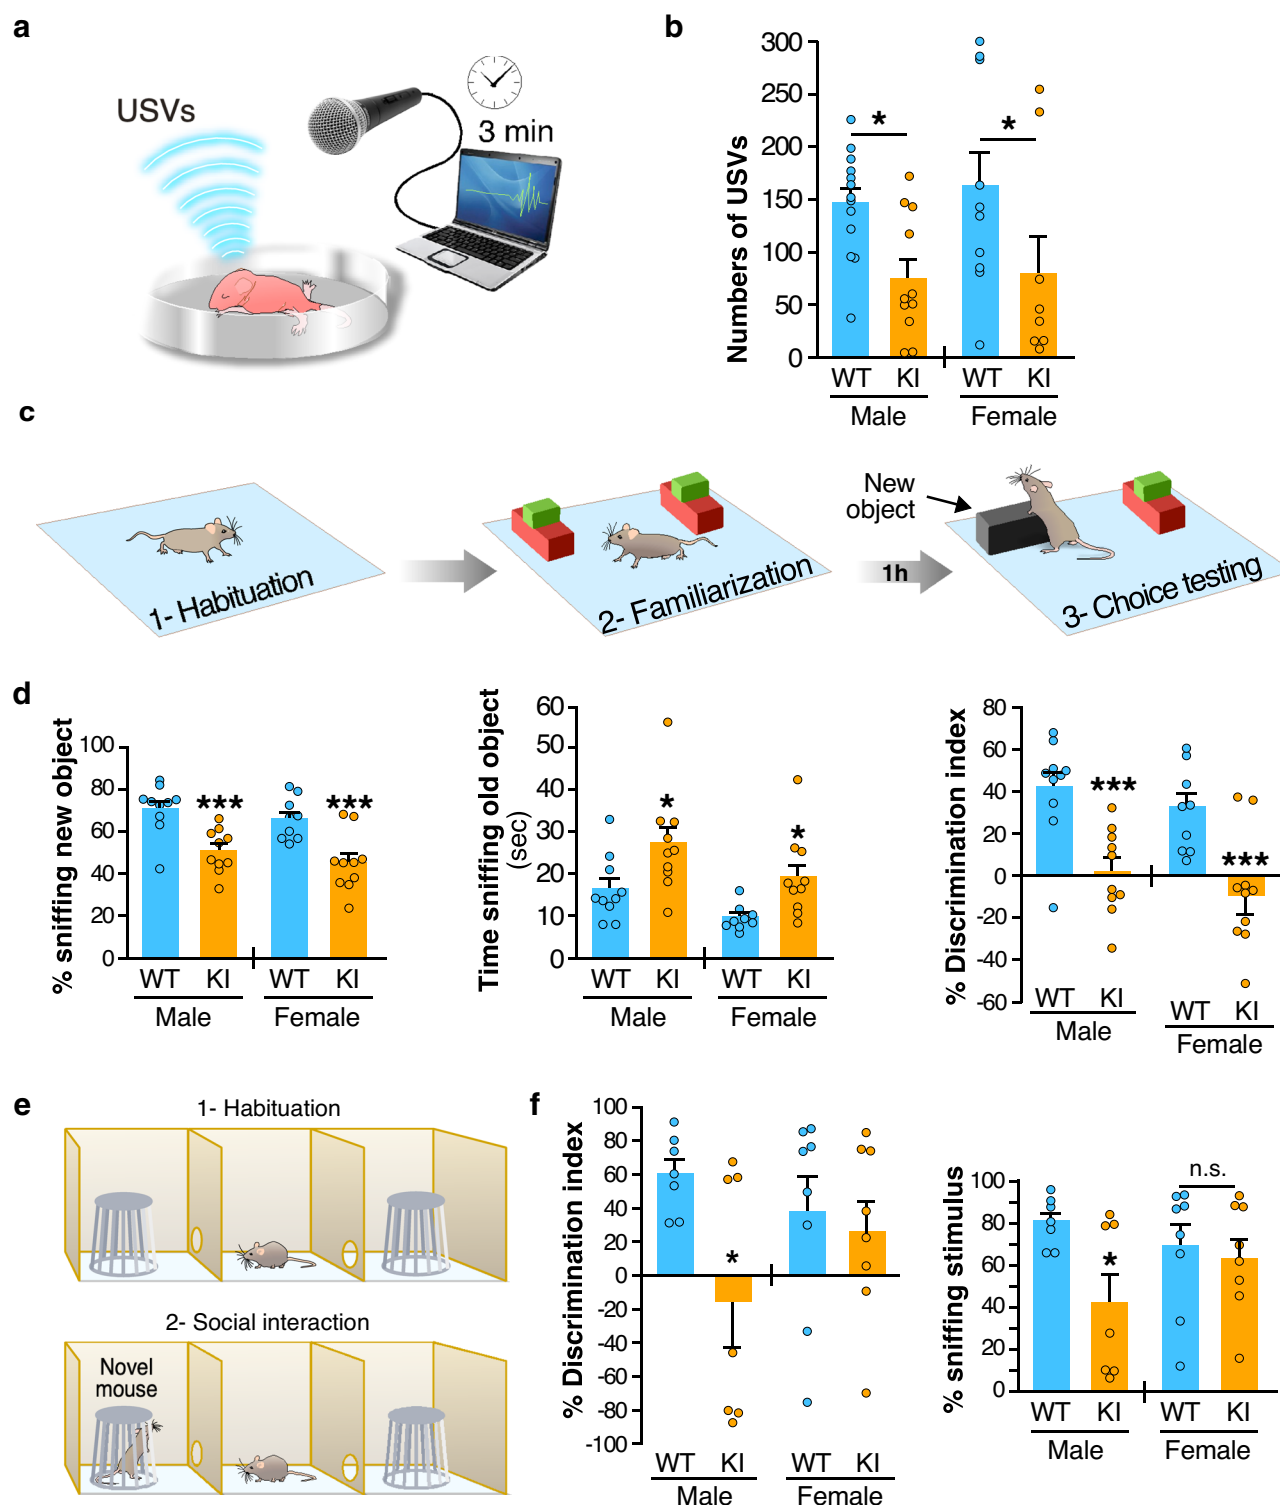 a
USVs
3 min
b
Numbers of USVs
300
250
200
150
100
50
0
*
*
WT
KI
WT
KI
Male
Female
c
1- Habituation
2- Familiarization
1h
New
object
3- Choice testing
d
% sniffing new object
100
80
60
40
20
0
***
***
WT
KI
WT
KI
Male
Female
Time sniffing old object
(sec)
60
50
40
30
20
10
0
*
*
WT
KI
WT
KI
Male
Female
% Discrimination index
80
60
40
20
0
-20
-40
-60
***
***
WT
KI
WT
KI
Male
Female
e
1- Habituation
2- Social interaction
Novel
mouse
f
% Discrimination index
100
80
60
40
20
0
-20
-40
-60
-80
-100
*
WT
KI
WT
KI
Male
Female
% sniffing stimulus
100
80
60
40
20
0
*
n.s.
WT
KI
WT
KI
Male
Female